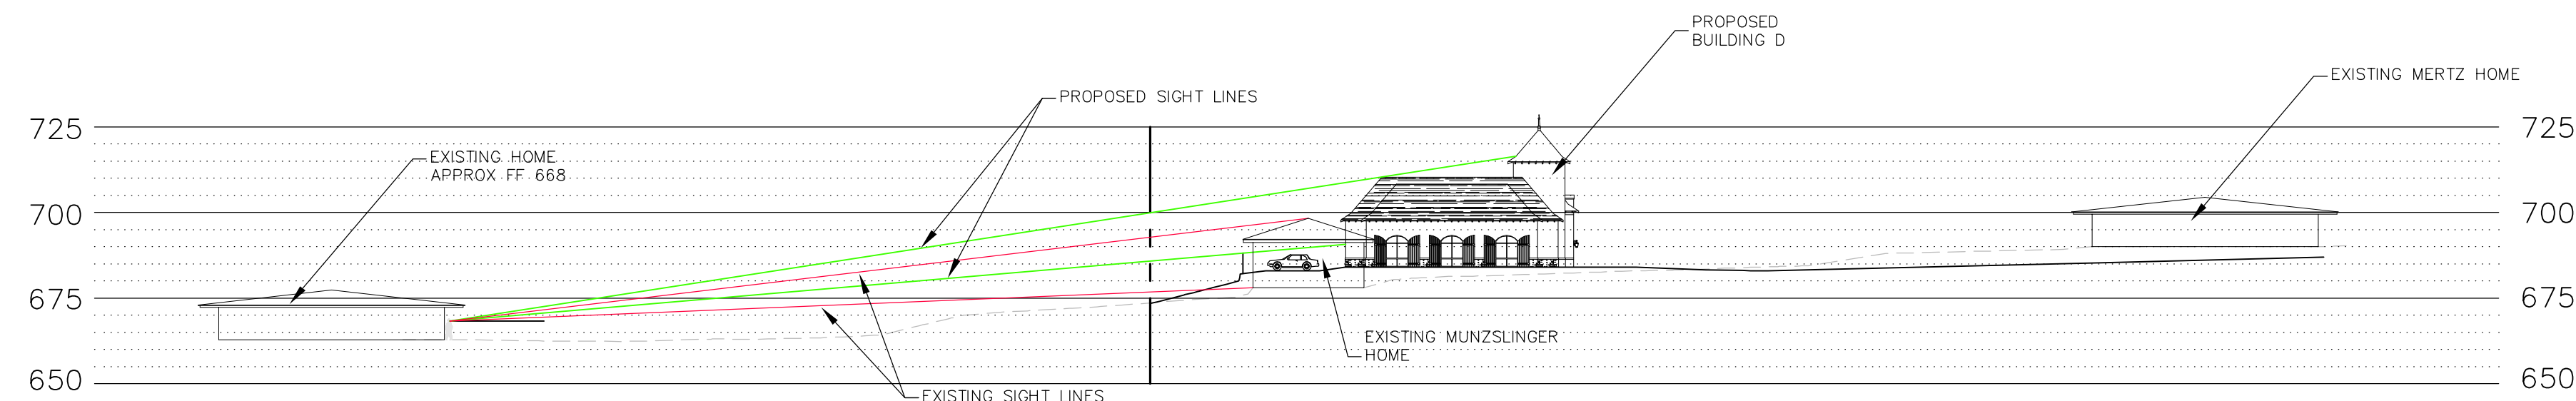 PROPOSED
BUILDING D
EXISTING MERTZ HOME
PROPOSED SIGHT LINES
725
725
EXISTING HOME
APPROX FF 668
700
700
675
675
EXISTING MUNZSLINGER
HOME
650
650
EXISTING SIGHT LINES